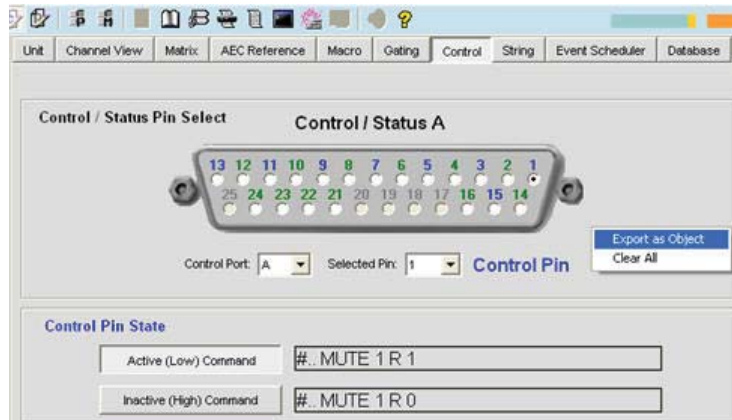 Unit Channel View Matrix AEC Reference Macro Gating Control String Event Scheduler Database
Control / Status Pin Select
Control / Status A
13 12 11 10 9 8 7 6 5 4 3 2 1
25 24 23 22 21 20 19 18 17 16 15 14
Export as Object
Clear All
Control Port: A Selected Pin: 1 Control Pin
Control Pin State
Active (Low) Command #.. MUTE 1 R 1
Inactive (High) Command #.. MUTE 1 R 0